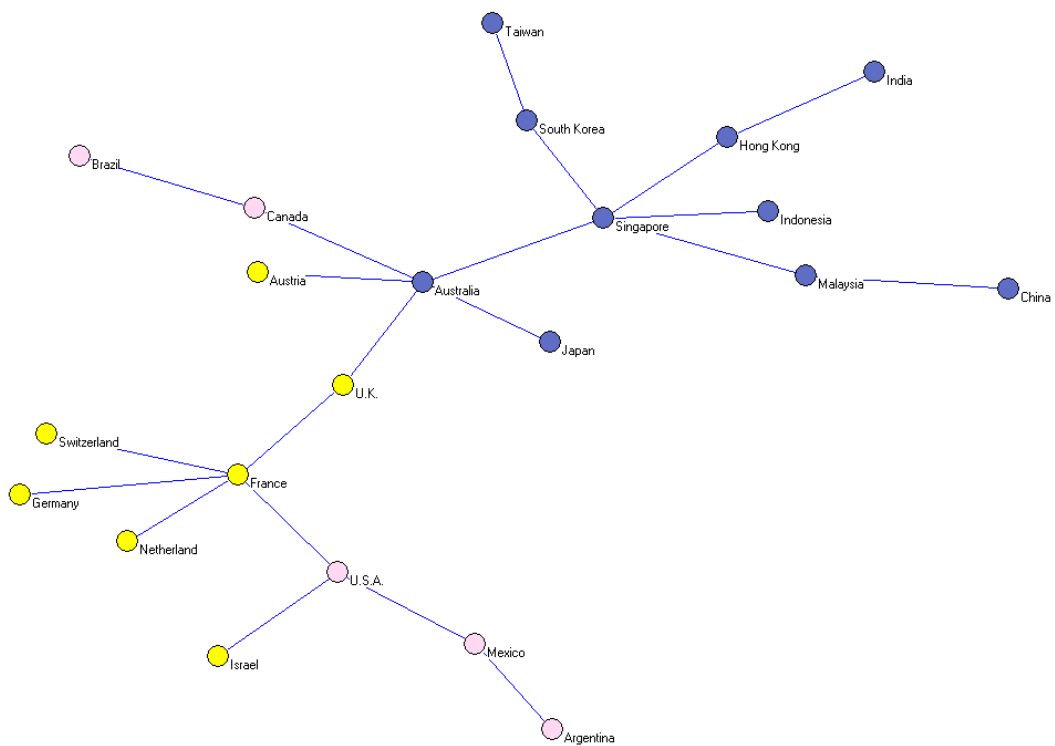 Taiwan
India
South Korea
Hong Kong
Brazil
Canada
Indonesia
Singapore
Austria
Malaysia
Australia
China
Japan
U.K.
Switzerland
France
Germany
Netherland
U.S.A.
Mexico
Israel
Argentina